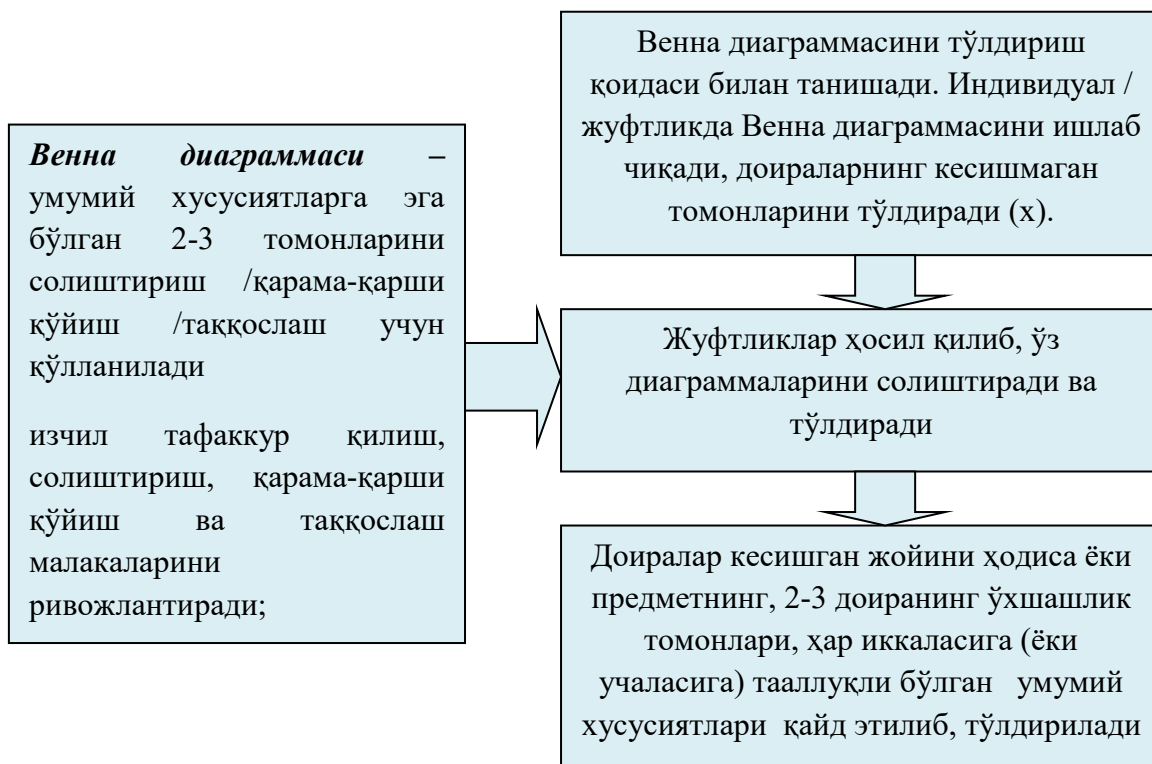 Венна диаграммаси –
умумий хусусиятларга эга
бўлган 2-3 томонларини
солиштириш /қарама-қарши
қўйиш /таққослаш учун
қўлланилади
изчил тафаккур қилиш,
солиштириш, қарама-қарши
қўйиш ва таққослаш
малакаларини
ривожлантиради;
Венна диаграммасини тўлдириш
қоидаси билан танишади. Индивидуал /
жуфтликда Венна диаграммасини ишлаб
чиқади, доираларнинг кесишмаган
томонларини тўлдиради (х).
Жуфтликлар ҳосил қилиб, ўз
диаграммаларини солиштиради ва
тўлдиради
Доиралар кесишган жойини ҳодиса ёки
предметнинг, 2-3 доиранинг ўхшашлик
томонлари, ҳар иккаласига (ёки
учаласига) тааллуқли бўлган умумий
хусусиятлари қайд этилиб, тўлдирилади